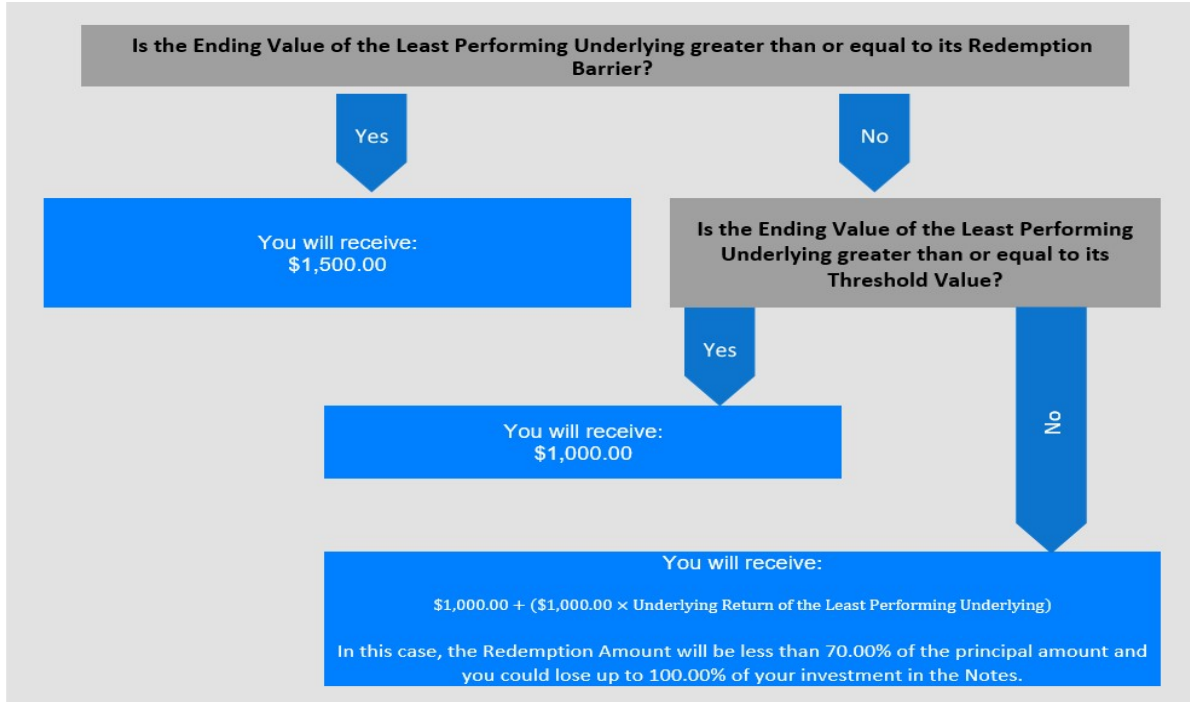 Is the Ending Value of the Least Performing Underlying greater than or equal to its Redemption
Barrier?
Yes
No
You will receive:
$1,500.00
Is the Ending Value of the Least Performing
Underlying greater than or equal to its
Threshold Value?
Yes
No
You will receive:
$1,000.00
You will receive:
$1,000.00 + ($1,000.00 × Underlying Return of the Least Performing Underlying)
In this case, the Redemption Amount will be less than 70.00% of the principal amount and
you could lose up to 100.00% of your investment in the Notes.